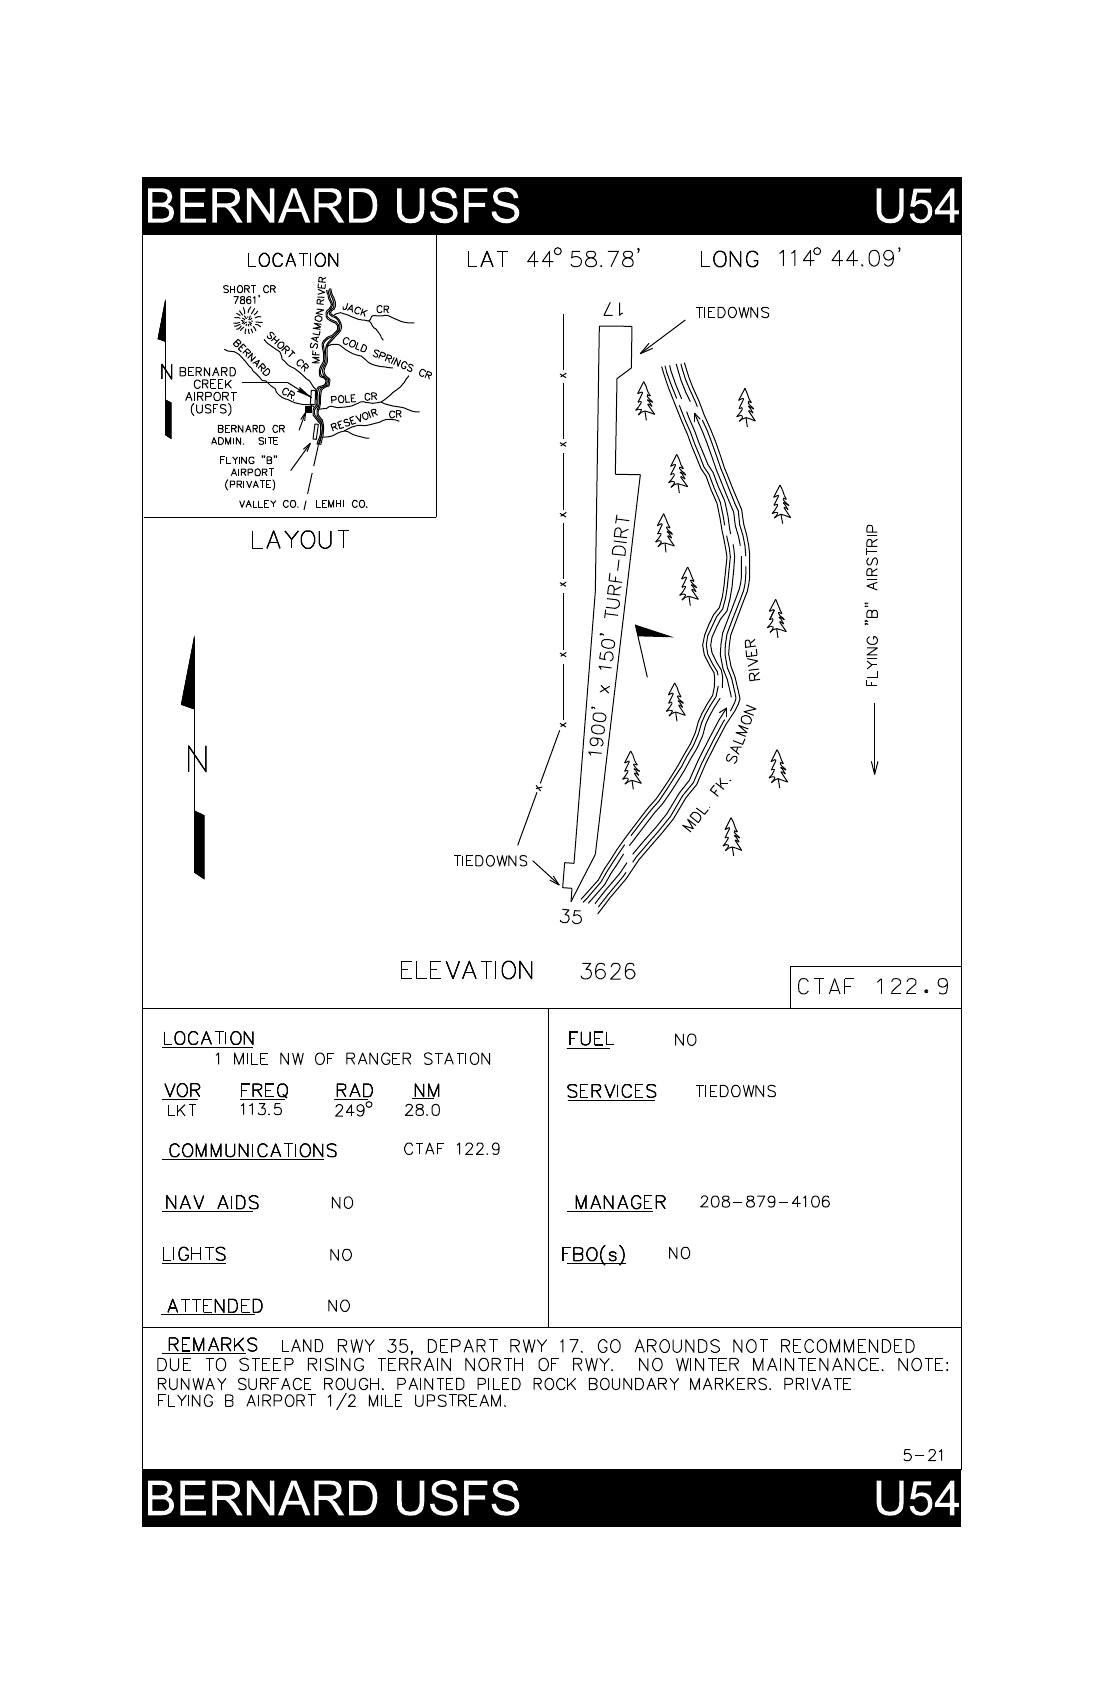 BERNARD USFS U54
LOCATION
SHORT CR
7861'
MF SALMON RIVER
JACK CR
SHORT CR
COLD SPRINGS CR
BERNARD CR
N
BERNARD
CREEK
AIRPORT
(USFS)
POLE CR
RESEVOIR CR
BERNARD CR
ADMIN. SITE
FLYING "B"
AIRPORT
(PRIVATE)
VALLEY CO. / LEMHI CO.
LAYOUT
N
LAT 44° 58.78' LONG 114° 44.09'
17
TIEDOWNS
1900' x 150' TURF-DIRT
FLYING "B" AIRSTRIP
MDL. FK. SALMON RIVER
TIEDOWNS
35
ELEVATION 3626
CTAF 122.9
LOCATION
1 MILE NW OF RANGER STATION
VOR FREQ RAD NM
LKT 113.5 249° 28.0
COMMUNICATIONS CTAF 122.9
NAV AIDS NO
LIGHTS NO
ATTENDED NO
FUEL NO
SERVICES TIEDOWNS
MANAGER 208-879-4106
FBO(s) NO
REMARKS LAND RWY 35, DEPART RWY 17. GO AROUNDS NOT RECOMMENDED
DUE TO STEEP RISING TERRAIN NORTH OF RWY. NO WINTER MAINTENANCE. NOTE:
RUNWAY SURFACE ROUGH. PAINTED PILED ROCK BOUNDARY MARKERS. PRIVATE
FLYING B AIRPORT 1/2 MILE UPSTREAM.
5-21
BERNARD USFS U54